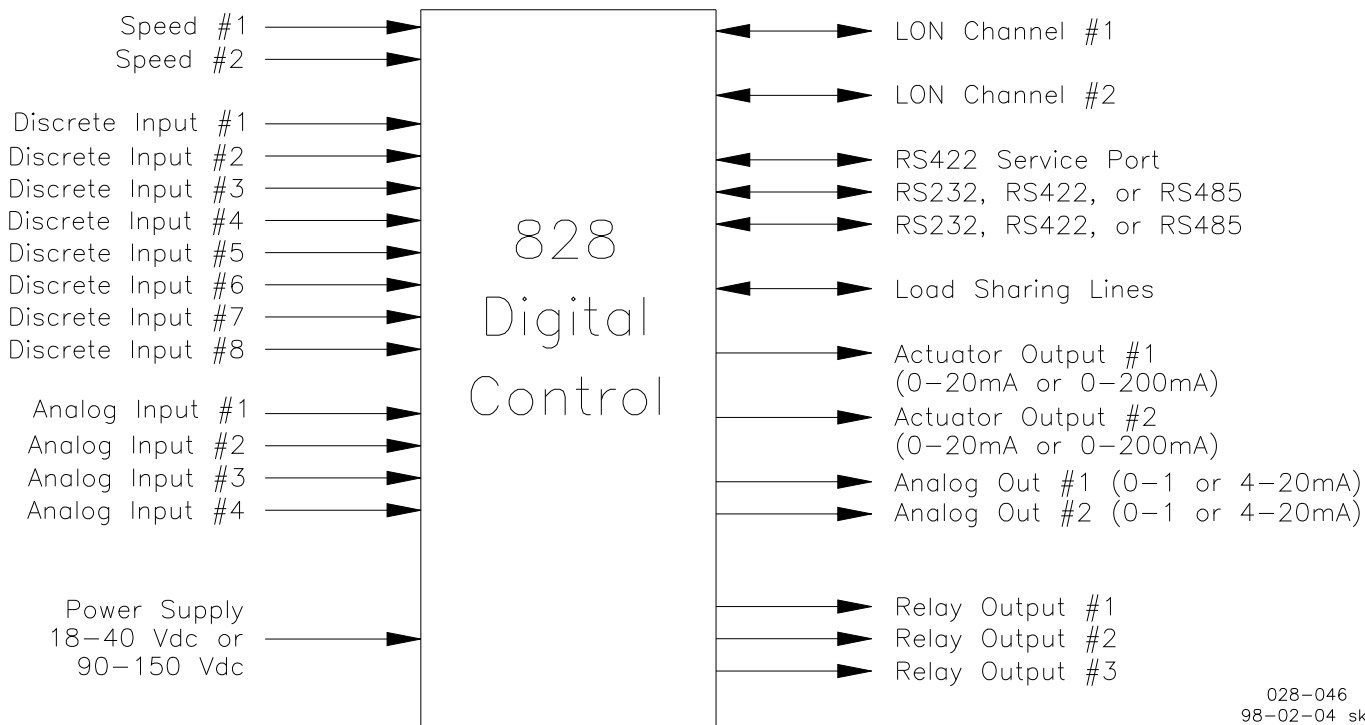 Speed #1
Speed #2
Discrete Input #1
Discrete Input #2
Discrete Input #3
Discrete Input #4
Discrete Input #5
Discrete Input #6
Discrete Input #7
Discrete Input #8
Analog Input #1
Analog Input #2
Analog Input #3
Analog Input #4
Power Supply
18-40 Vdc or
90-150 Vdc
828
Digital
Control
LON Channel #1
LON Channel #2
RS422 Service Port
RS232, RS422, or RS485
RS232, RS422, or RS485
Load Sharing Lines
Actuator Output #1
(0-20mA or 0-200mA)
Actuator Output #2
(0-20mA or 0-200mA)
Analog Out #1 (0-1 or 4-20mA)
Analog Out #2 (0-1 or 4-20mA)
Relay Output #1
Relay Output #2
Relay Output #3
028-046
98-02-04 sk